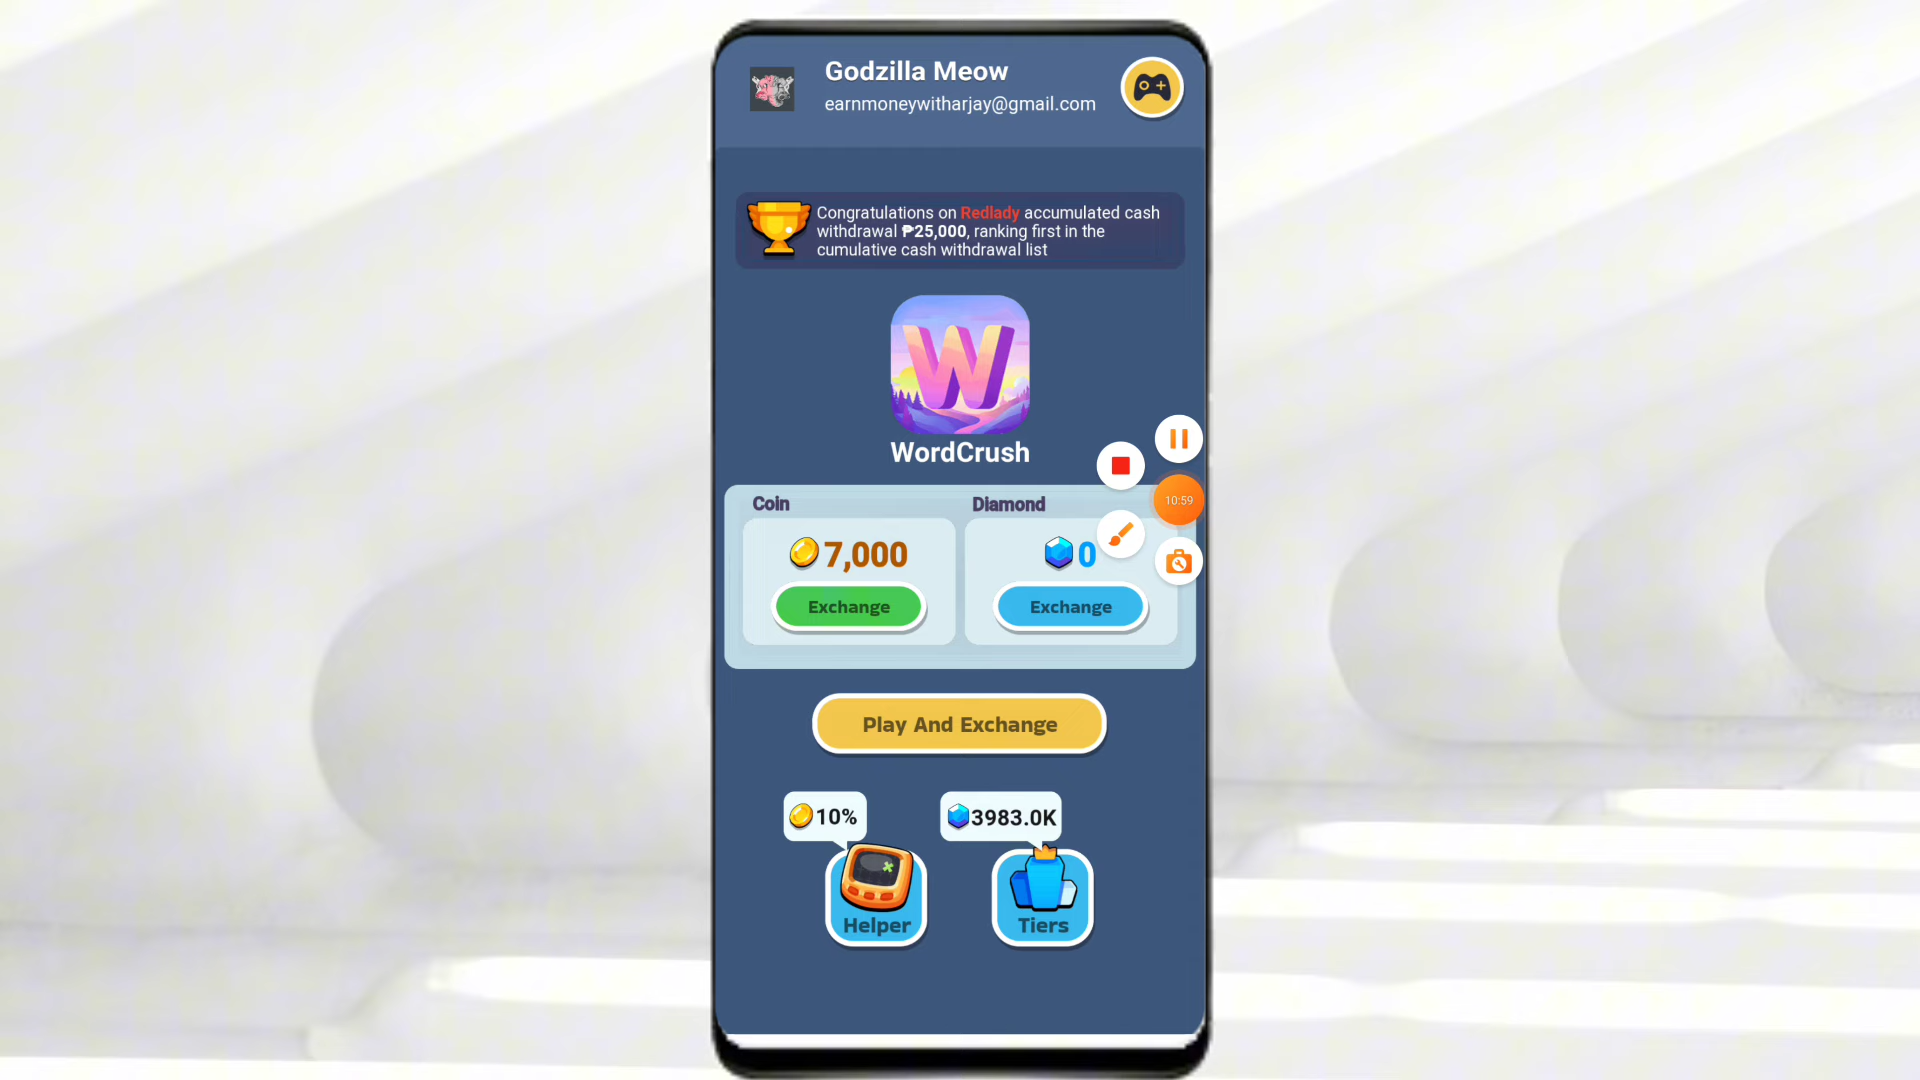 Godzilla Meow
earnmoneywitharjay@gmail.com
Congratulations on Redlady accumulated cash
withdrawal ₱25,000, ranking first in the
cumulative cash withdrawal list
W
WordCrush
Coin
Diamond
7,000
0
10:59
Exchange
Exchange
Play And Exchange
10%
3983.0K
Helper
Tiers